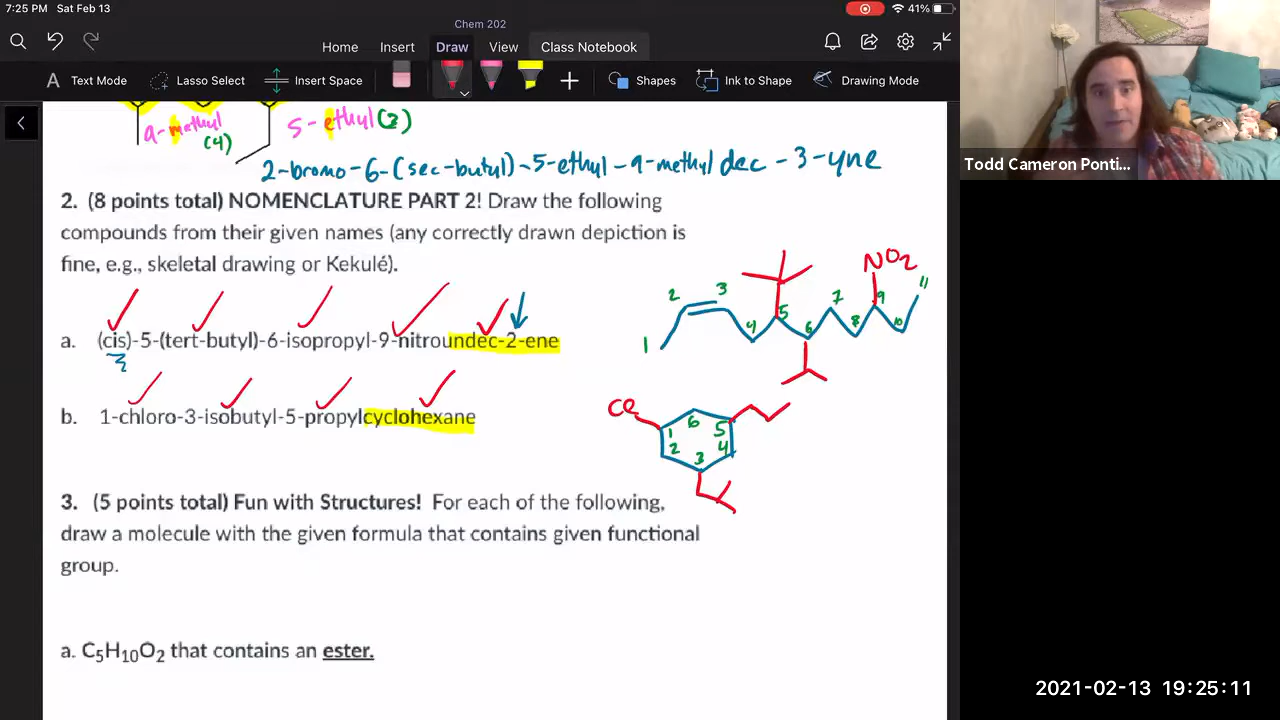 7:25 PM Sat Feb 13
41%
Chem 202
Home Insert Draw View Class Notebook
Text Mode Lasso Select Insert Space Shapes Ink to Shape Drawing Mode
9-methyl
(4)
5-ethyl(2)
2-bromo-6-(sec-butyl)-5-ethyl-9-methyl dec-3-yne
2. (8 points total) NOMENCLATURE PART 2! Draw the following
compounds from their given names (any correctly drawn depiction is
fine, e.g., skeletal drawing or Kekulé).
a. (cis)-5-(tert-butyl)-6-isopropyl-9-nitroundec-2-ene
Z
1 2 3 4 5 6 7 8 9 10 11
NO2
b. 1-chloro-3-isobutyl-5-propylcyclohexane
Cl
1 2 3 4 5 6
3. (5 points total) Fun with Structures! For each of the following,
draw a molecule with the given formula that contains given functional
group.
a. C₅H₁₀O₂ that contains an ester.
Todd Cameron Ponti...
2021-02-13 19:25:11